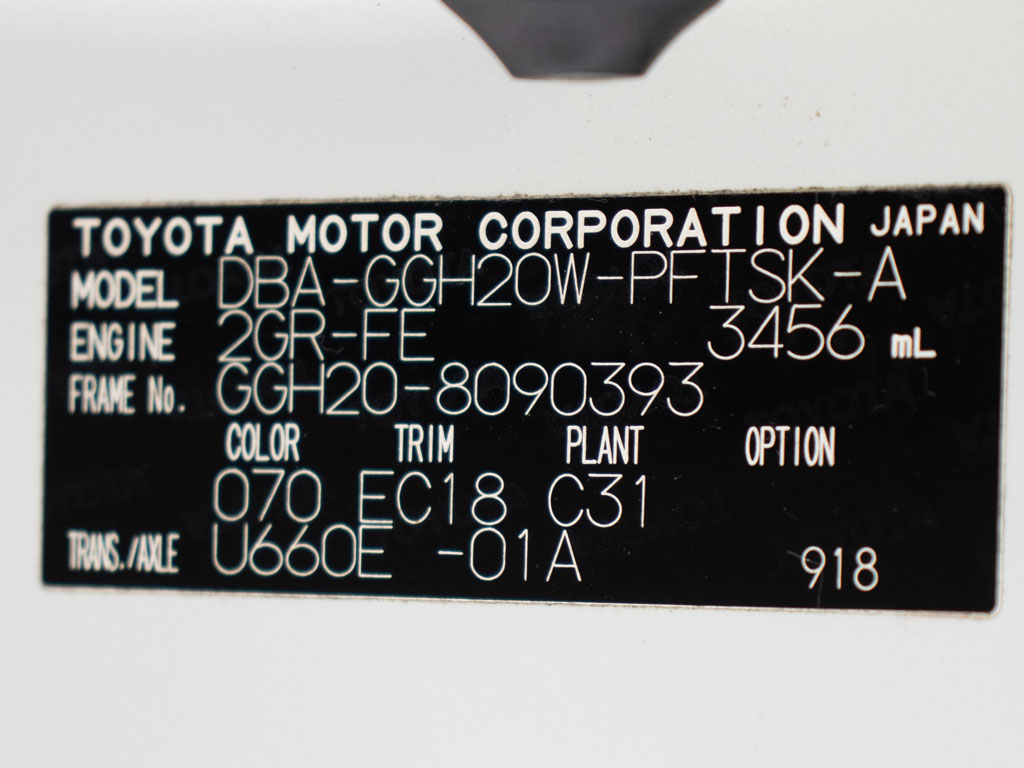 TOYOTA MOTOR CORPORATION JAPAN
MODEL DBA-GGH20W-PFTSK-A
ENGINE 2GR-FE 3456 mL
FRAME No. GGH20-8090393
COLOR TRIM PLANT OPTION
070 EC18 C31
TRANS./AXLE U660E -01A 918